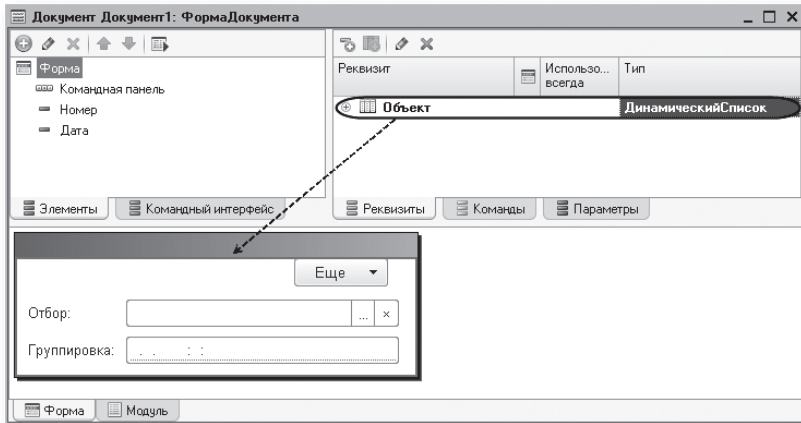 Документ Документ1: ФормаДокумента
Форма
Командная панель
Номер
Дата
Элементы
Командный интерфейс
Реквизит
Использо...
всегда
Тип
Объект
ДинамическийСписок
Реквизиты
Команды
Параметры
Еще
Отбор:
...
Группировка:
. . : :
Форма
Модуль